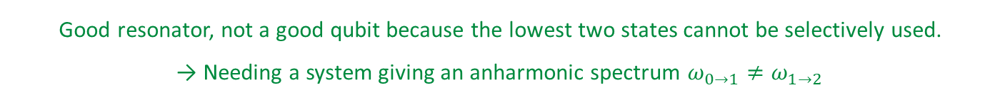 Good resonator, not a good qubit because the lowest two states cannot be selectively used.
→ Needing a system giving an anharmonic spectrum ω₀→₁ ≠ ω₁→₂